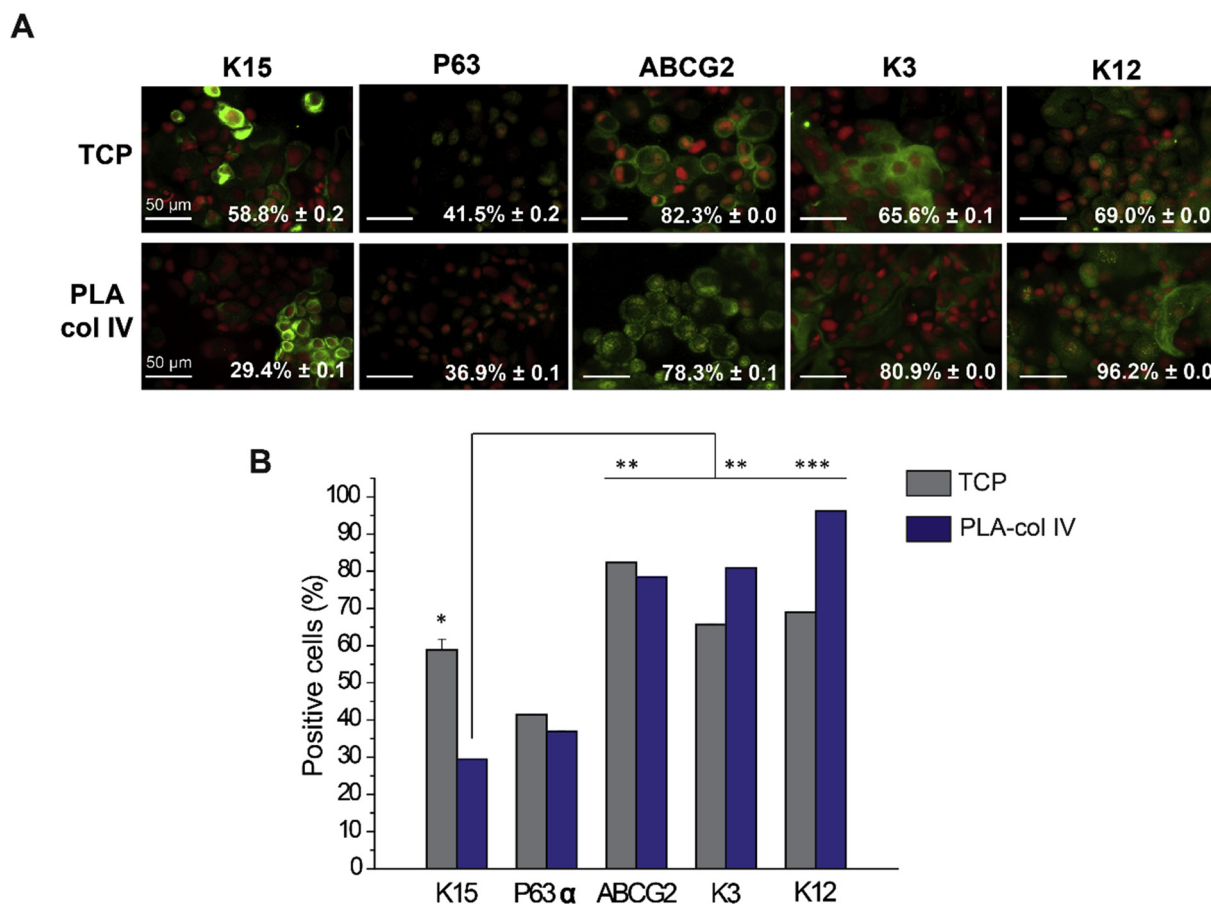 A
K15 P63 ABCG2 K3 K12
TCP
50 µm 58.8% ± 0.2 41.5% ± 0.2 82.3% ± 0.0 65.6% ± 0.1 69.0% ± 0.0
PLA
col IV
50 µm 29.4% ± 0.1 36.9% ± 0.1 78.3% ± 0.1 80.9% ± 0.0 96.2% ± 0.0
B
** ** ***
TCP
PLA-col IV
*
Positive cells (%)
100
90
80
70
60
50
40
30
20
10
0
K15 P63 α ABCG2 K3 K12